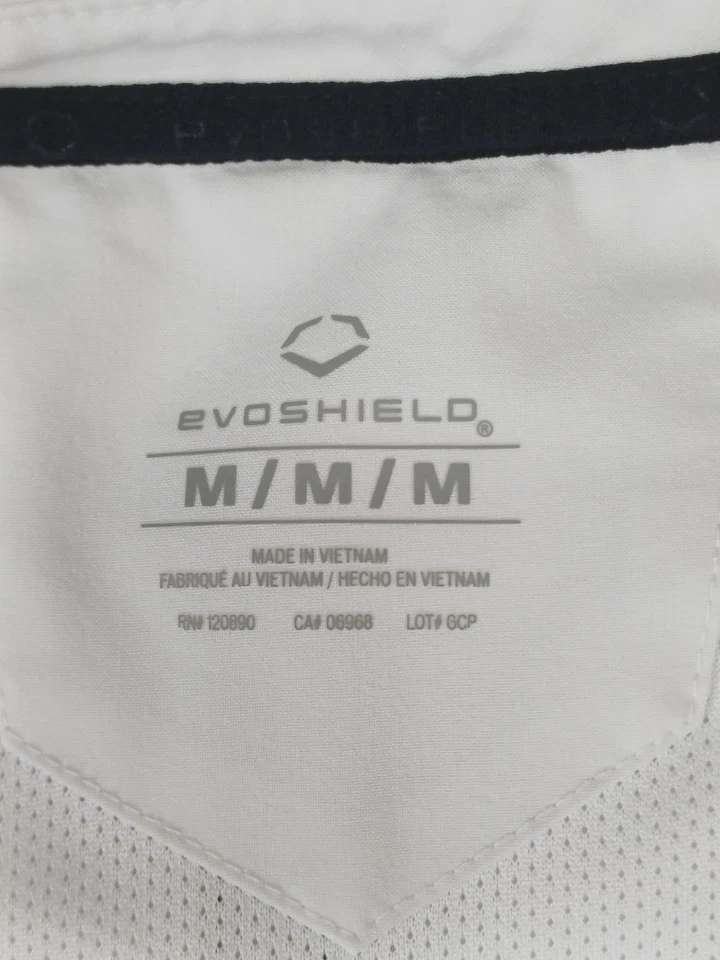 evoSHIELD®
M/M/M
MADE IN VIETNAM
FABRIQUÉ AU VIETNAM / HECHO EN VIETNAM
RN# 120890 CA# 06968 LOT# GCP